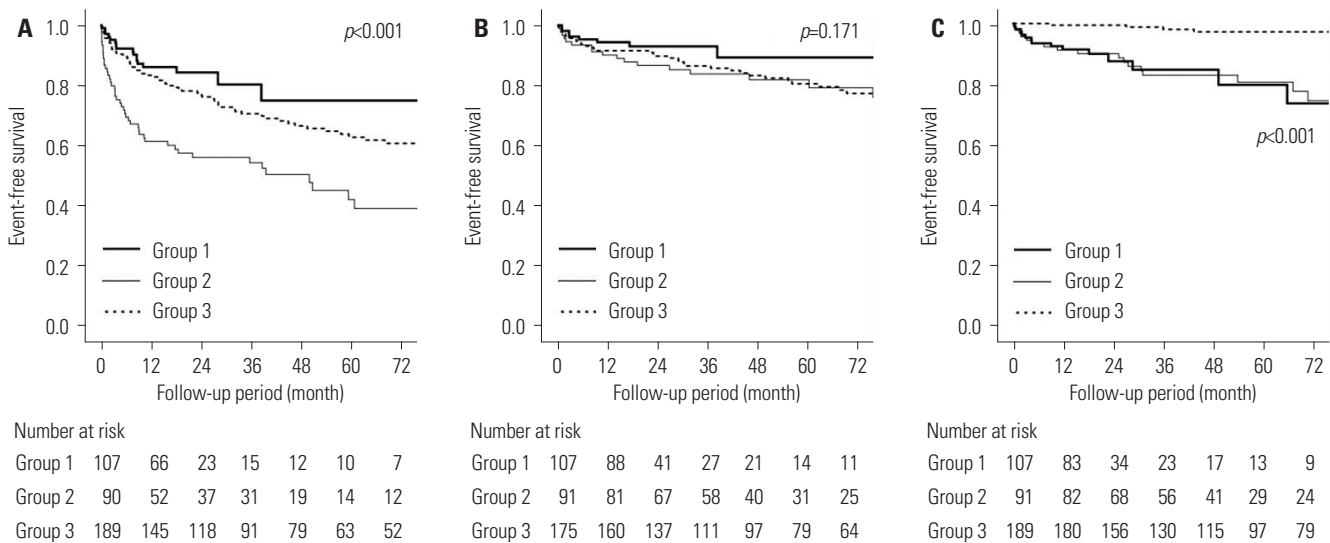 A
p<0.001
Event-free survival
1.0
0.8
0.6
0.4
0.2
0.0
Group 1
Group 2
Group 3
0 12 24 36 48 60 72
Follow-up period (month)
Number at risk
Group 1 107 66 23 15 12 10 7
Group 2 90 52 37 31 19 14 12
Group 3 189 145 118 91 79 63 52
B
p=0.171
Event-free survival
1.0
0.8
0.6
0.4
0.2
0.0
Group 1
Group 2
Group 3
0 12 24 36 48 60 72
Follow-up period (month)
Number at risk
Group 1 107 88 41 27 21 14 11
Group 2 91 81 67 58 40 31 25
Group 3 175 160 137 111 97 79 64
C
p<0.001
Event-free survival
1.0
0.8
0.6
0.4
0.2
0.0
Group 1
Group 2
Group 3
0 12 24 36 48 60 72
Follow-up period (month)
Number at risk
Group 1 107 83 34 23 17 13 9
Group 2 91 82 68 56 41 29 24
Group 3 189 180 156 130 115 97 79